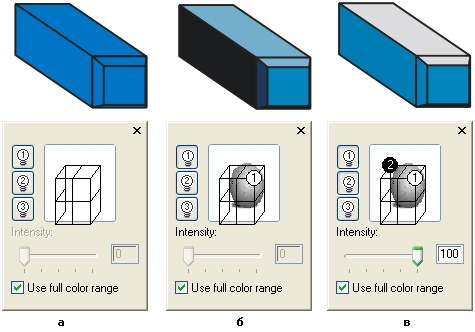 1
2
3
Intensity:
0
Use full color range
а
1
2
3
1
Intensity:
0
Use full color range
б
1
2
3
2
1
Intensity:
100
Use full color range
в